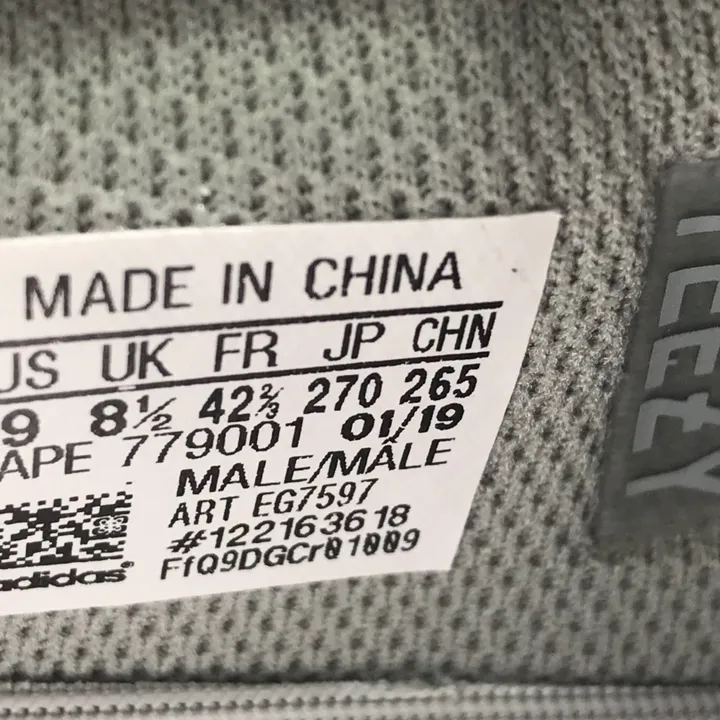 MADE IN CHINA
US UK FR JP CHN
9 8½ 42⅔ 270 265
APE 779001 01/19
MALE/MÂLE
ART EG7597
#122163618
FfQ9DGCr01009
adidas®
YEEZY